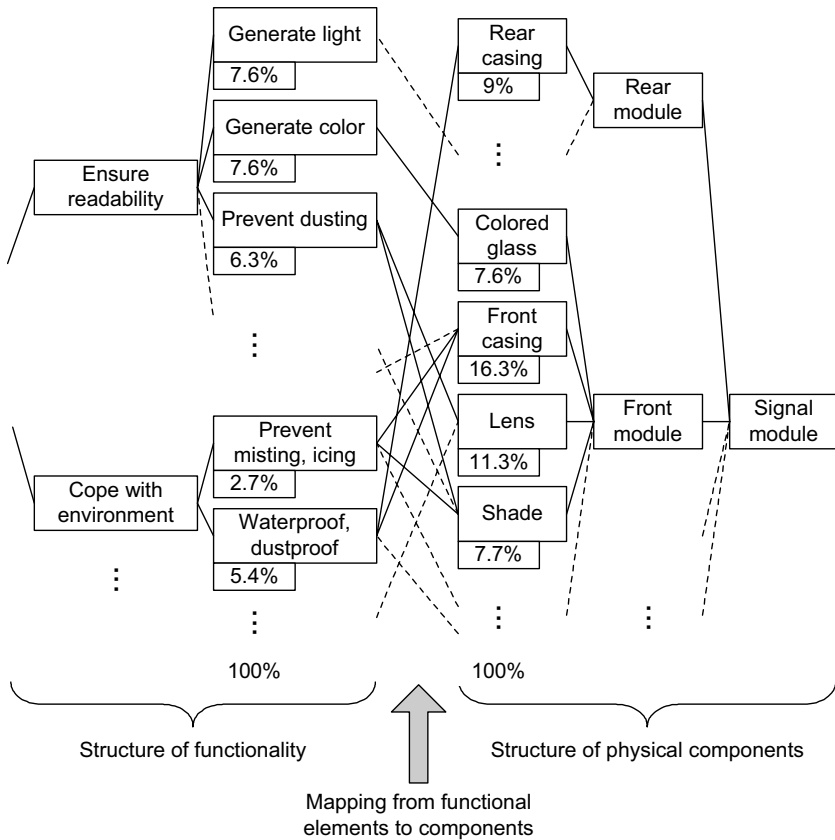 Generate light
7.6%
Generate color
7.6%
Ensure
readability
Prevent dusting
6.3%
Prevent
misting, icing
2.7%
Cope with
environment
Waterproof,
dustproof
5.4%
100%
Structure of functionality
Rear
casing
9%
Rear
module
Colored
glass
7.6%
Front
casing
16.3%
Lens
11.3%
Front
module
Signal
module
Shade
7.7%
100%
Structure of physical components
Mapping from functional
elements to components